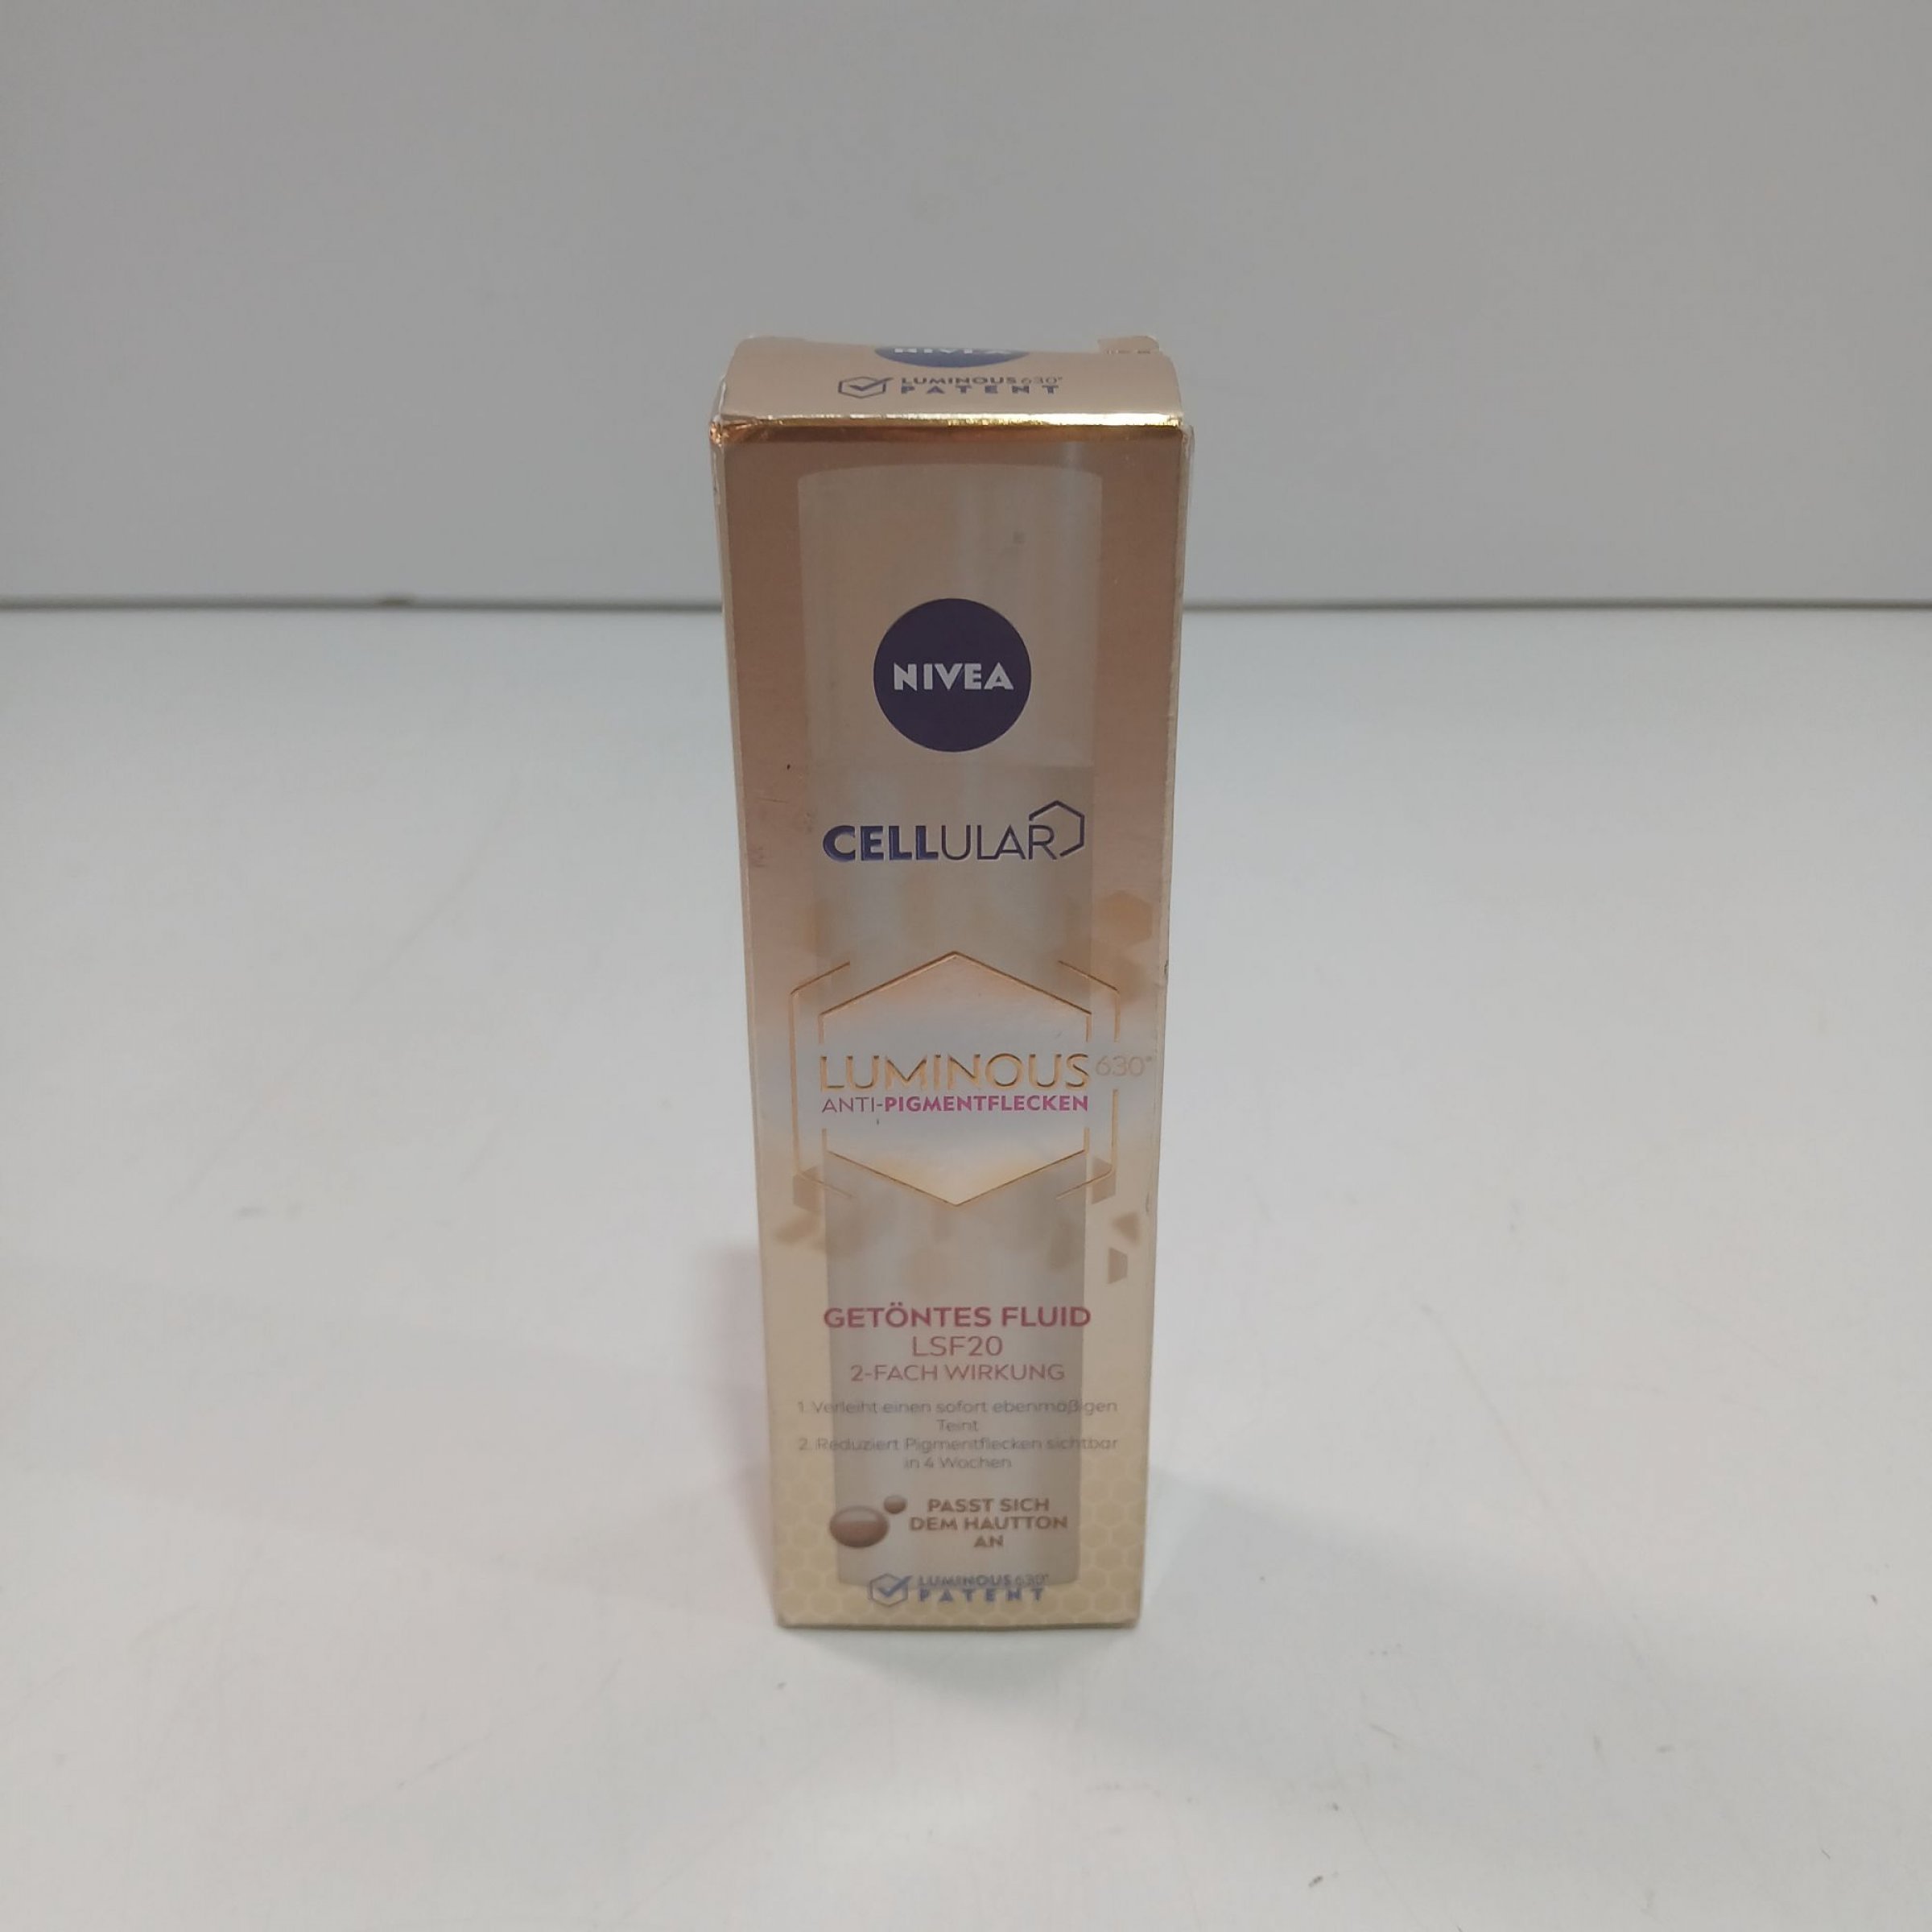 NIVEA
LUMINOUS630®
PATENT
NIVEA
CELLULAR
LUMINOUS630®
ANTI-PIGMENTFLECKEN
GETÖNTES FLUID
LSF20
2-FACH WIRKUNG
1. Verleiht einen sofort ebenmäßigen
Teint
2. Reduziert Pigmentflecken sichtbar
in 4 Wochen
PASST SICH
DEM HAUTTON
AN
LUMINOUS630®
PATENT